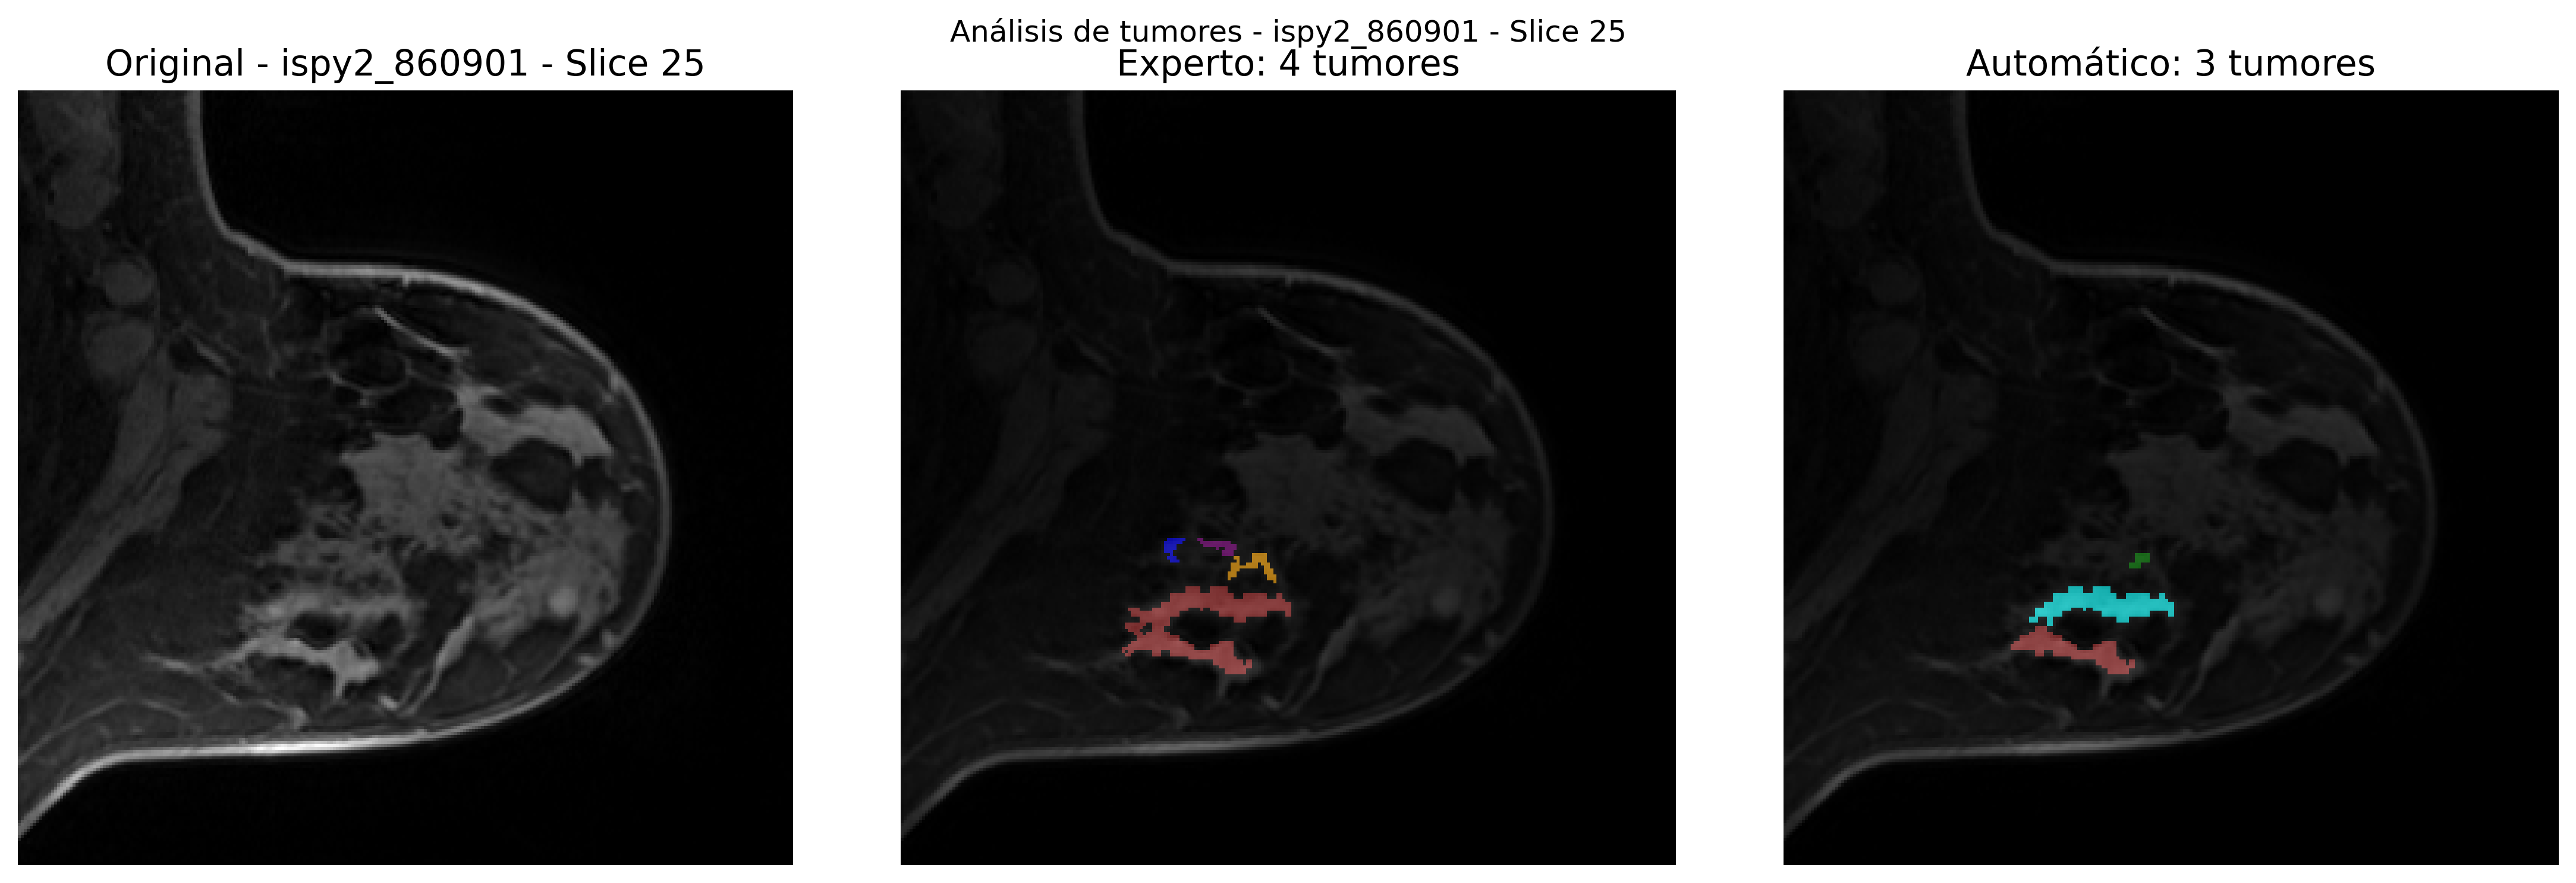 Análisis de tumores - ispy2_860901 - Slice 25
Original - ispy2_860901 - Slice 25
Experto: 4 tumores
Automático: 3 tumores